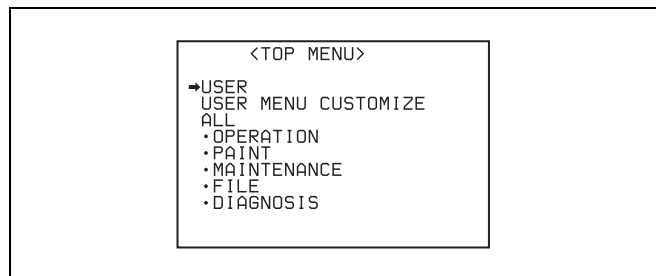 <TOP MENU>
➡USER
USER MENU CUSTOMIZE
ALL
·OPERATION
·PAINT
·MAINTENANCE
·FILE
·DIAGNOSIS